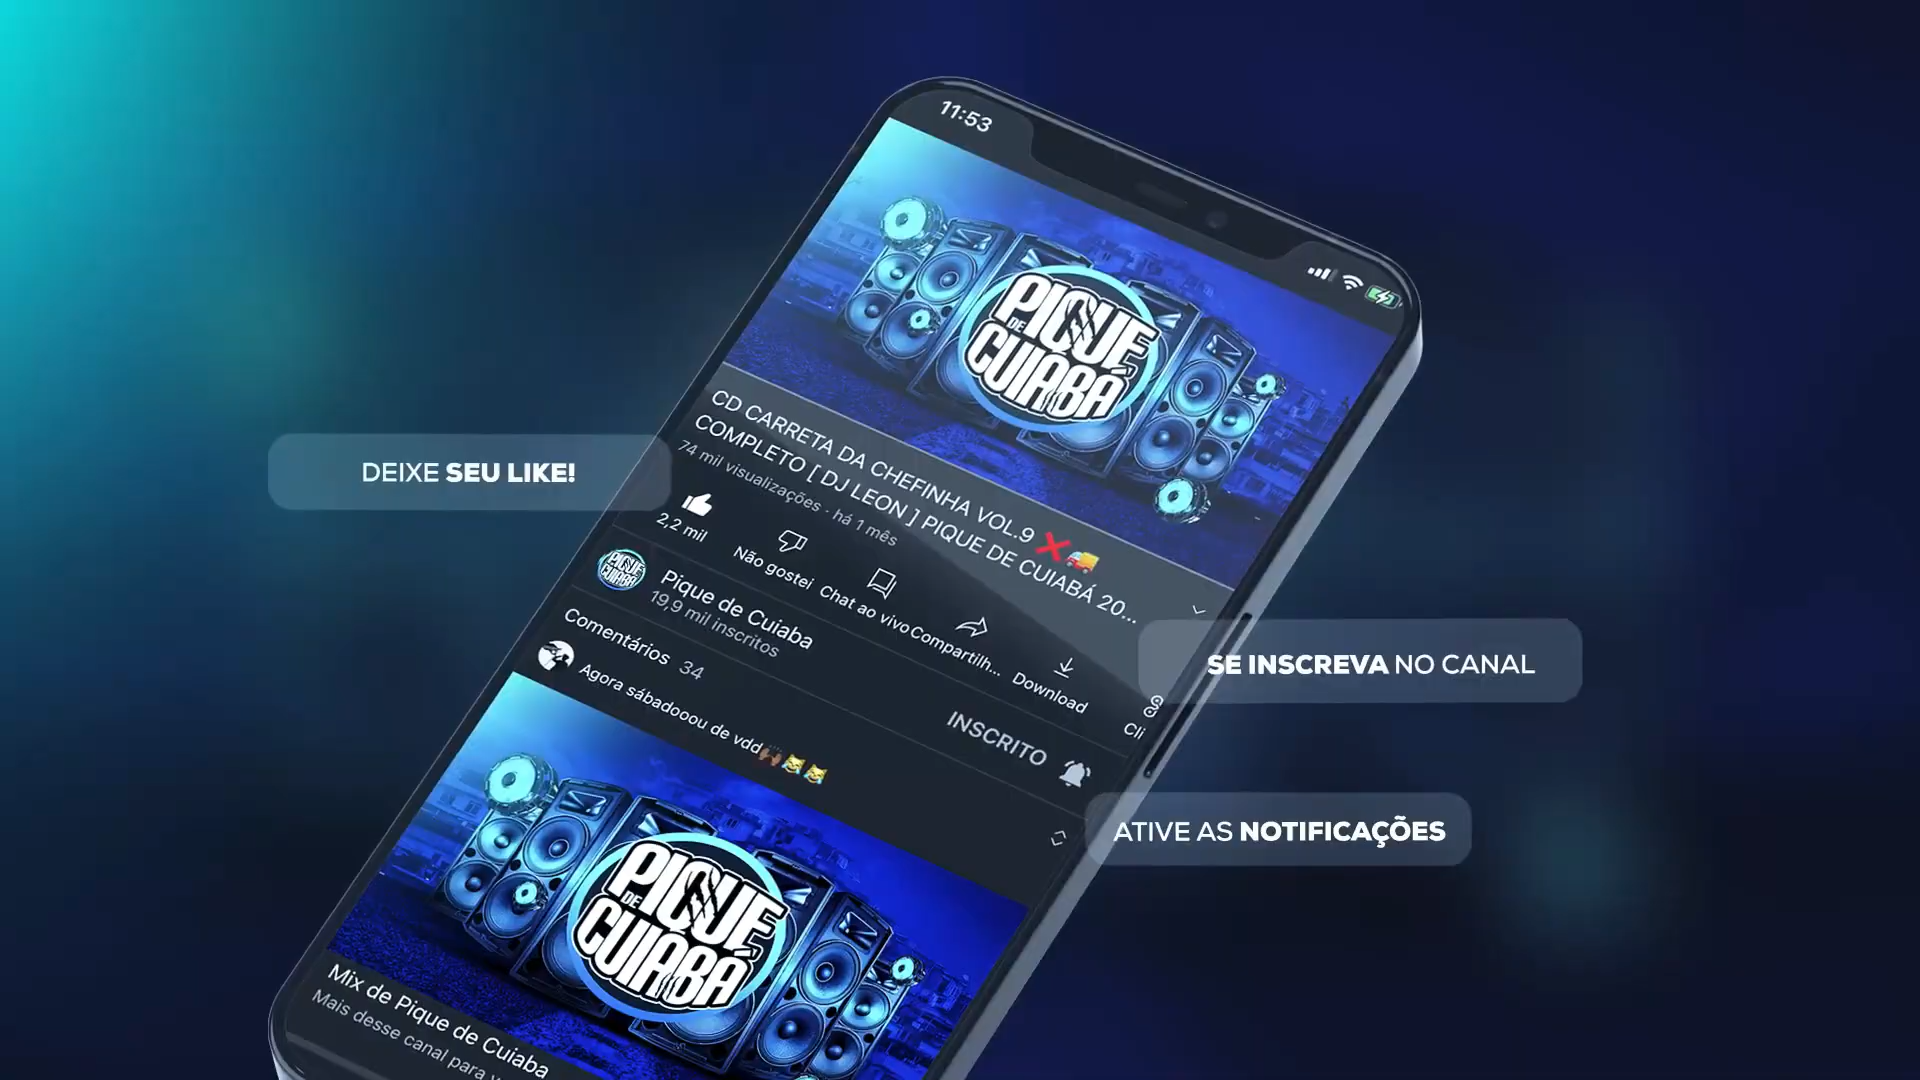 11:53
PIQUE
DE
CUIABÁ
CD CARRETA DA CHEFINHA VOL.9 ❌🚚
COMPLETO [ DJ LEON ] PIQUE DE CUIABÁ 20...
74 mil visualizações · há 1 mês
2,2 mil
Não gostei
Chat ao vivo
Compartilh...
Download
Cli
PIQUE
CUIABÁ
Pique de Cuiaba
19,9 mil inscritos
INSCRITO
Comentários 34
Agora sábadooou de vdd🙌🏾😹😹
PIQUE
DE
CUIABÁ
Mix de Pique de Cuiaba
Mais desse canal para
DEIXE SEU LIKE!
SE INSCREVA NO CANAL
ATIVE AS NOTIFICAÇÕES